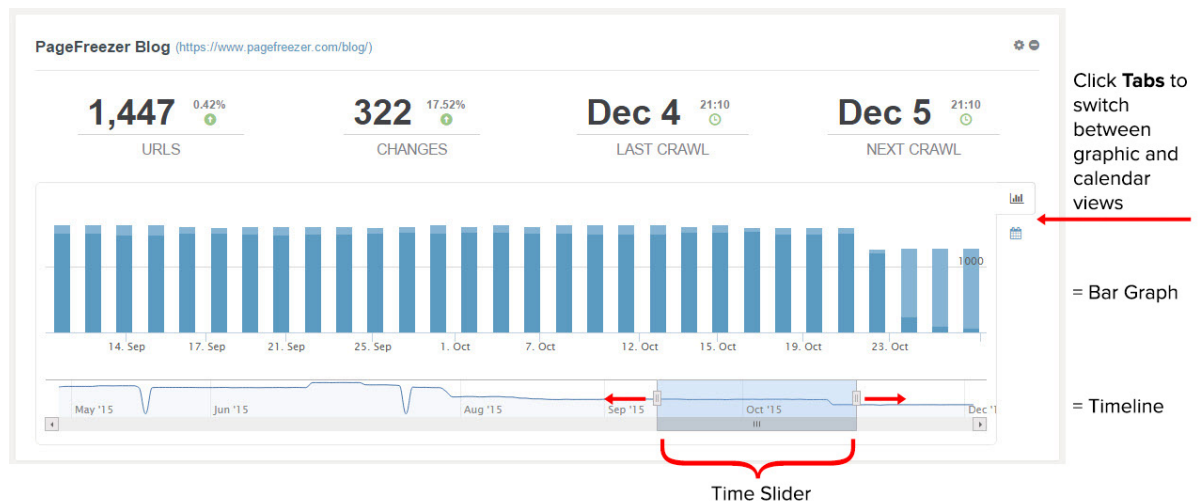 PageFreezer Blog (https://www.pagefreezer.com/blog/)
1,447 0.42%
URLS
322 17.52%
CHANGES
Dec 4 21:10
LAST CRAWL
Dec 5 21:10
NEXT CRAWL
Click Tabs to
switch
between
graphic and
calendar
views
1000
= Bar Graph
14. Sep 17. Sep 21. Sep 25. Sep 1. Oct 7. Oct 12. Oct 15. Oct 19. Oct 23. Oct
May '15 Jun '15 Aug '15 Sep '15 Oct '15 Dec '1
= Timeline
Time Slider